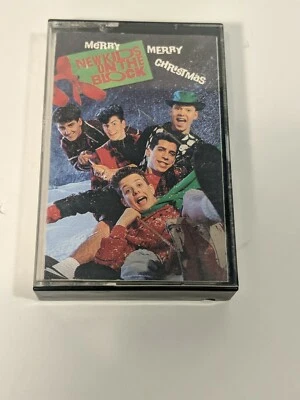 MERRY MERRY CHRISTMAS
NEW KIDS
ON THE
BLOCK